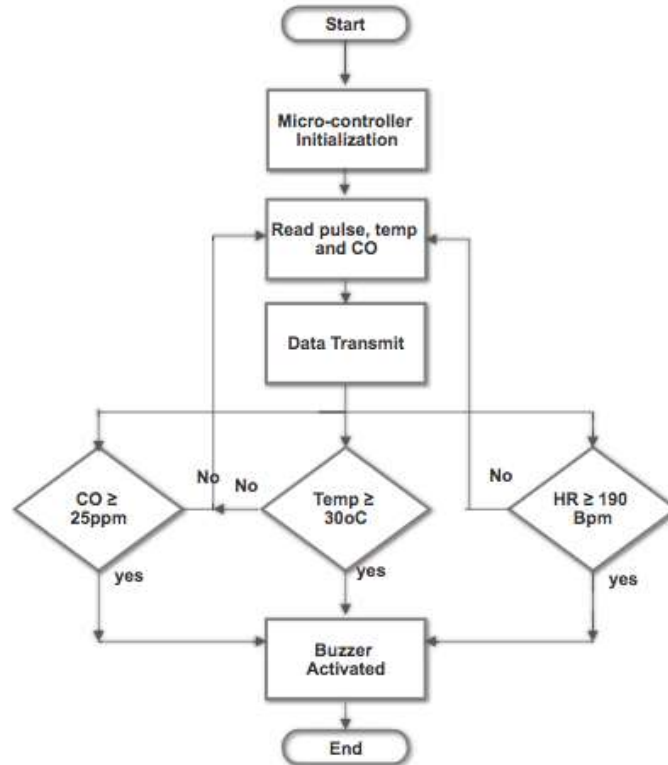 Start
Micro-controller
Initialization
Read pulse, temp
and CO
Data Transmit
No
No
No
CO ≥
25ppm
Temp ≥
30oC
HR ≥ 190
Bpm
yes
yes
yes
Buzzer
Activated
End